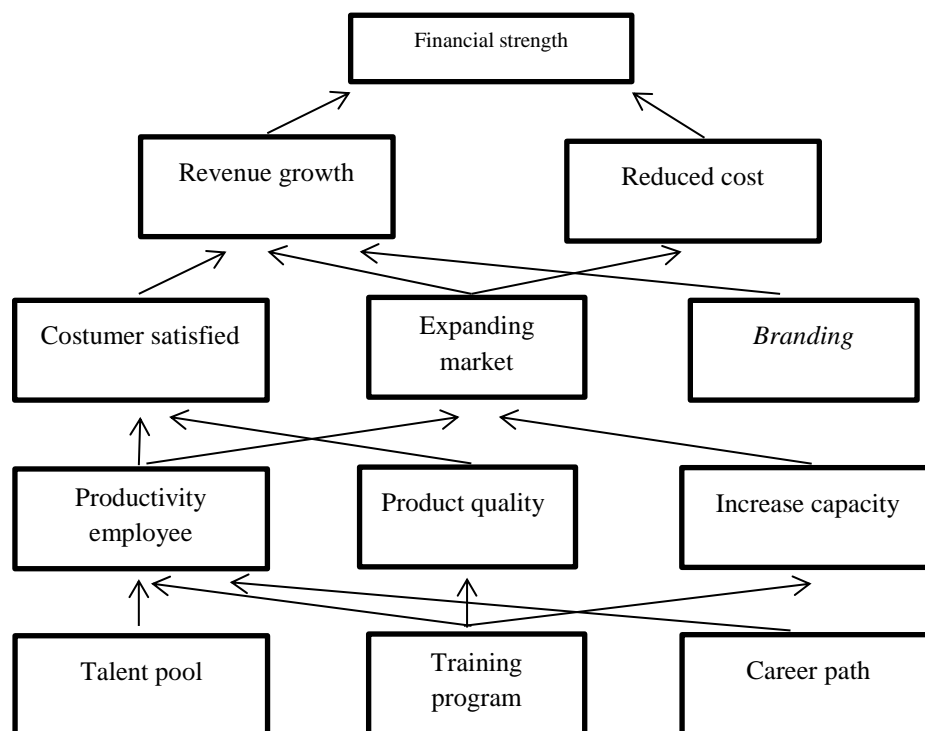 Financial strength
Revenue growth
Reduced cost
Costumer satisfied
Expanding
market
Branding
Productivity
employee
Product quality
Increase capacity
Talent pool
Training
program
Career path